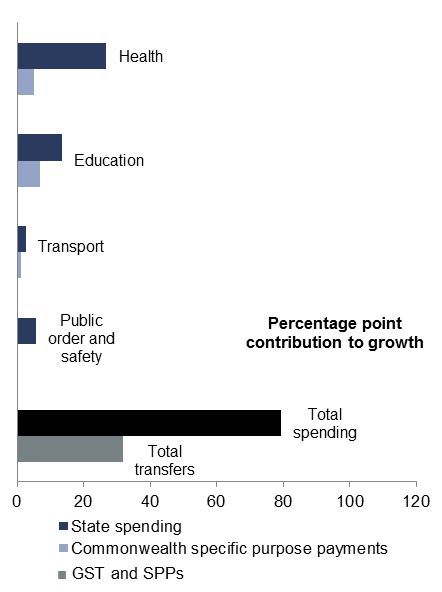 Health
Education
Transport
Public
order and
safety
Percentage point
contribution to growth
Total
spending
Total
transfers
0 20 40 60 80 100 120
State spending
Commonwealth specific purpose payments
GST and SPPs